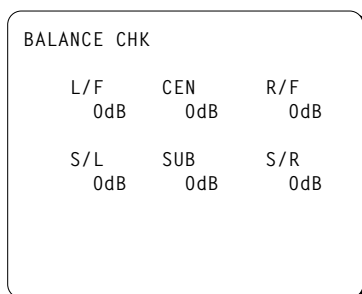 BALANCE CHK
L/F CEN R/F
0dB 0dB 0dB
S/L SUB S/R
0dB 0dB 0dB